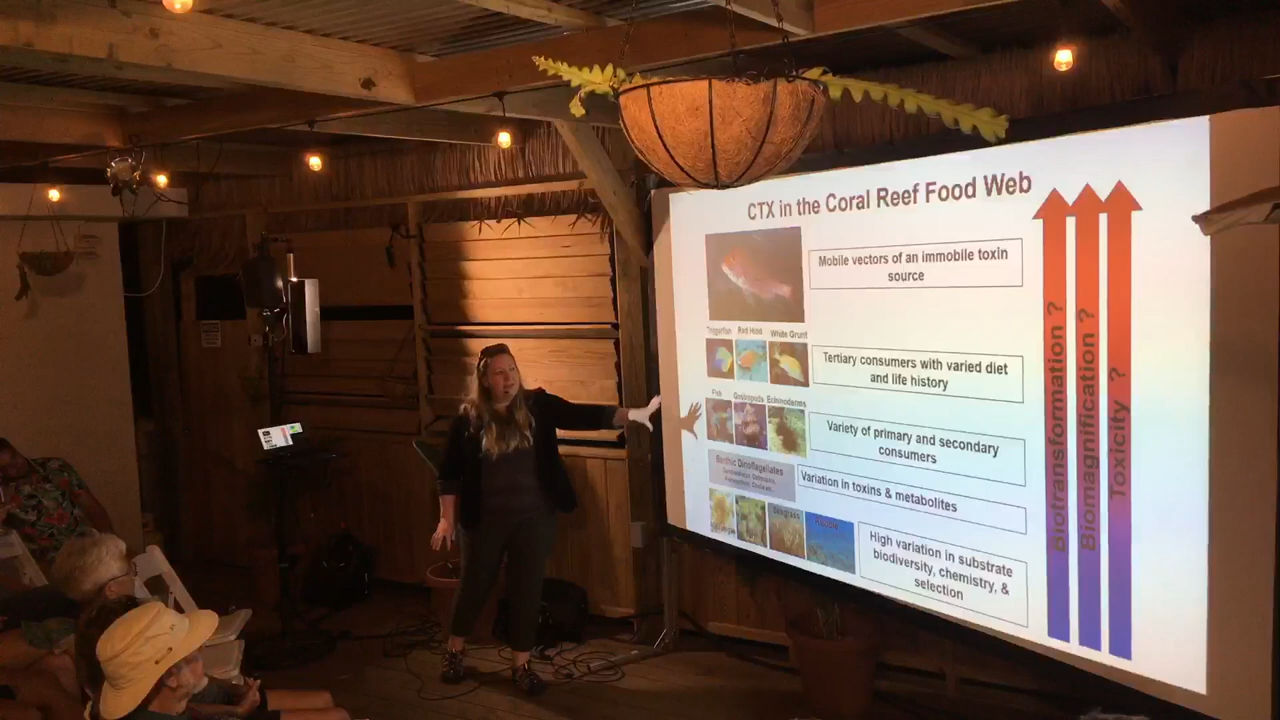 CTX in the Coral Reef Food Web
Mobile vectors of an immobile toxin
source
Triggerfish Red Hind White Grunt
Tertiary consumers with varied diet
and life history
Fish Gastropods Echinoderms
Variety of primary and secondary
consumers
Benthic Dinoflagellates
Variation in toxins & metabolites
Seagrass
High variation in substrate
biodiversity, chemistry, &
selection
Biotransformation ?
Biomagnification ?
Toxicity ?